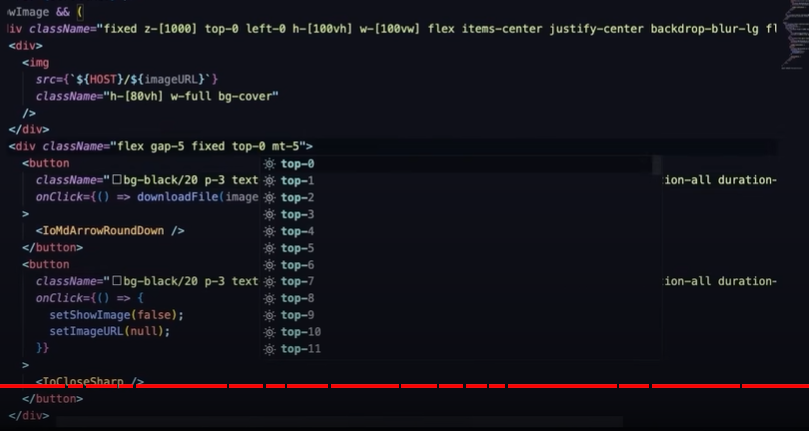 wImage && (
iv className="fixed z-[1000] top-0 left-0 h-[100vh] w-[100vw] flex items-center justify-center backdrop-blur-lg fl
<div>
<img
src={`${HOST}/${imageURL}`}
className="h-[80vh] w-full bg-cover"
/>
</div>
<div className="flex gap-5 fixed top-0 mt-5">
<button
className="bg-black/20 p-3 text
onClick={() => downloadFile(image
>
<IoMdArrowRoundDown />
</button>
<button
className="bg-black/20 p-3 text
onClick={() => {
setShowImage(false);
setImageURL(null);
}}
>
<IoCloseSharp />
</button>
</div>
top-0
top-1
top-2
top-3
top-4
top-5
top-6
top-7
top-8
top-9
top-10
top-11
ion-all duration-
ion-all duration-